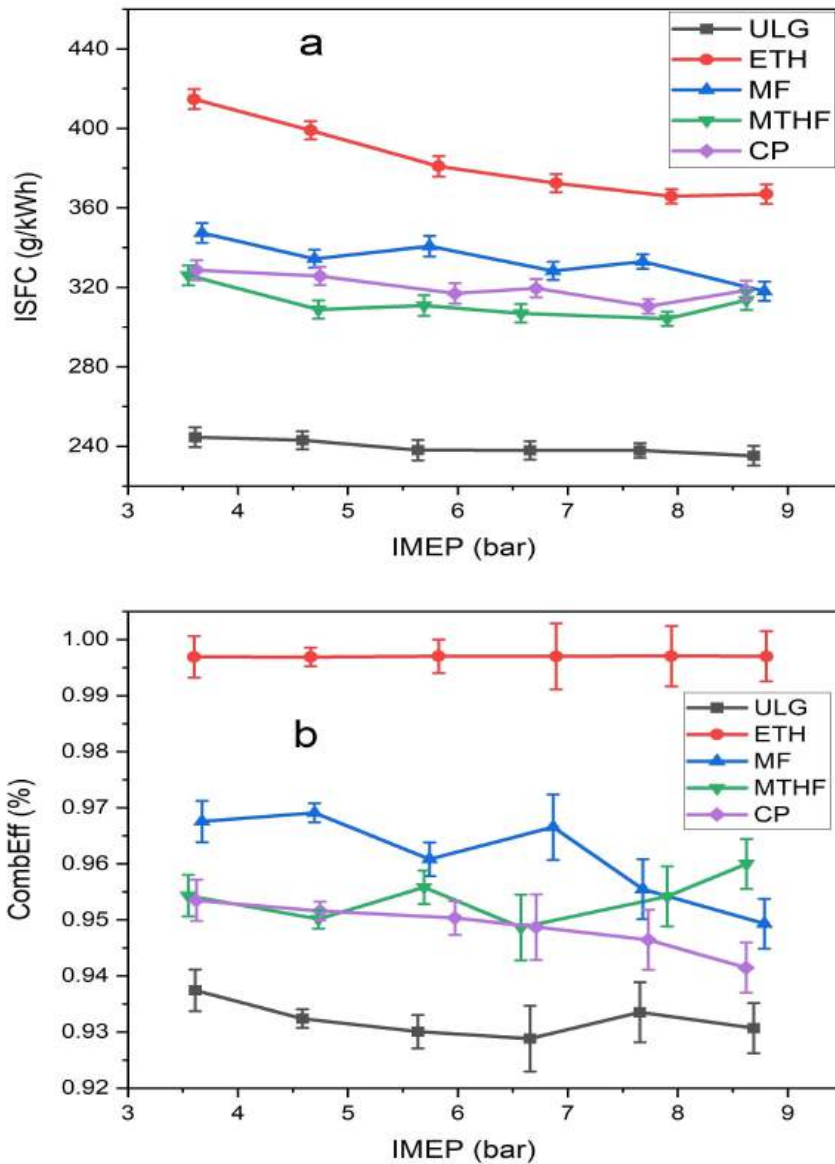 a
ULG
ETH
MF
MTHF
CP
440
400
360
320
280
240
ISFC (g/kWh)
3 4 5 6 7 8 9
IMEP (bar)
b
ULG
ETH
MF
MTHF
CP
1.00
0.99
0.98
0.97
0.96
0.95
0.94
0.93
0.92
CombEff (%)
3 4 5 6 7 8 9
IMEP (bar)